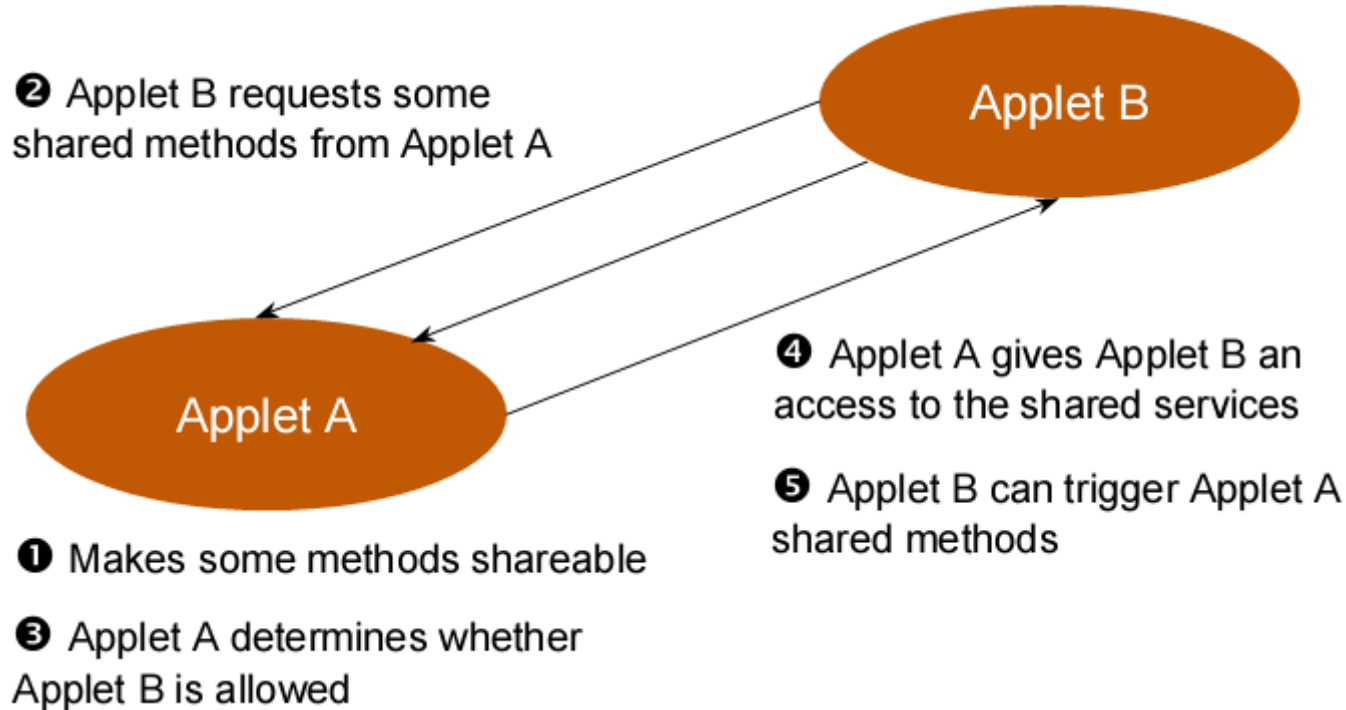 ❷ Applet B requests some
shared methods from Applet A
Applet B
Applet A
❹ Applet A gives Applet B an
access to the shared services
❺ Applet B can trigger Applet A
shared methods
❶ Makes some methods shareable
❸ Applet A determines whether
Applet B is allowed